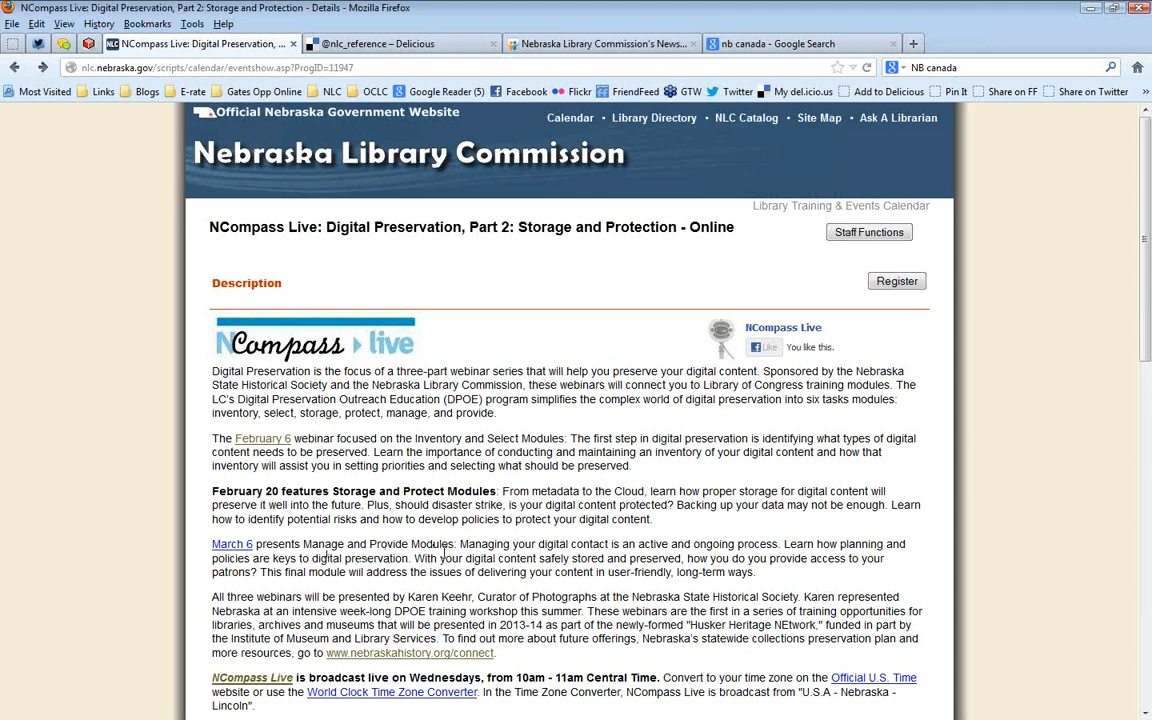 NCompass Live: Digital Preservation, Part 2: Storage and Protection - Details - Mozilla Firefox
File Edit View History Bookmarks Tools Help
NLC NCompass Live: Digital Preservation, ... × @nlc_reference – Delicious × Nebraska Library Commission's News... × nb canada - Google Search × +
nlc.nebraska.gov/scripts/calendar/eventshow.asp?ProgID=11947 NB canada
Most Visited Links Blogs E-rate Gates Opp Online NLC OCLC Google Reader (5) Facebook Flickr FriendFeed GTW Twitter My del.icio.us Add to Delicious Pin It Share on FF Share on Twitter »
Official Nebraska Government Website
Calendar • Library Directory • NLC Catalog • Site Map • Ask A Librarian
Nebraska Library Commission
Library Training & Events Calendar
NCompass Live: Digital Preservation, Part 2: Storage and Protection - Online
Staff Functions
Description
Register
NCompass live
NCompass Live
Like You like this.
Digital Preservation is the focus of a three-part webinar series that will help you preserve your digital content. Sponsored by the Nebraska
State Historical Society and the Nebraska Library Commission, these webinars will connect you to Library of Congress training modules. The
LC's Digital Preservation Outreach Education (DPOE) program simplifies the complex world of digital preservation into six tasks modules:
inventory, select, storage, protect, manage, and provide.
The February 6 webinar focused on the Inventory and Select Modules: The first step in digital preservation is identifying what types of digital
content needs to be preserved. Learn the importance of conducting and maintaining an inventory of your digital content and how that
inventory will assist you in setting priorities and selecting what should be preserved.
February 20 features Storage and Protect Modules: From metadata to the Cloud, learn how proper storage for digital content will
preserve it well into the future. Plus, should disaster strike, is your digital content protected? Backing up your data may not be enough. Learn
how to identify potential risks and how to develop policies to protect your digital content.
March 6 presents Manage and Provide Modules: Managing your digital contact is an active and ongoing process. Learn how planning and
policies are keys to digital preservation. With your digital content safely stored and preserved, how you do you provide access to your
patrons? This final module will address the issues of delivering your content in user-friendly, long-term ways.
All three webinars will be presented by Karen Keehr, Curator of Photographs at the Nebraska State Historical Society. Karen represented
Nebraska at an intensive week-long DPOE training workshop this summer. These webinars are the first in a series of training opportunities for
libraries, archives and museums that will be presented in 2013-14 as part of the newly-formed "Husker Heritage NEtwork," funded in part by
the Institute of Museum and Library Services. To find out more about future offerings, Nebraska's statewide collections preservation plan and
more resources, go to www.nebraskahistory.org/connect.
NCompass Live is broadcast live on Wednesdays, from 10am - 11am Central Time. Convert to your time zone on the Official U.S. Time
website or use the World Clock Time Zone Converter. In the Time Zone Converter, NCompass Live is broadcast from "U.S.A - Nebraska -
Lincoln".